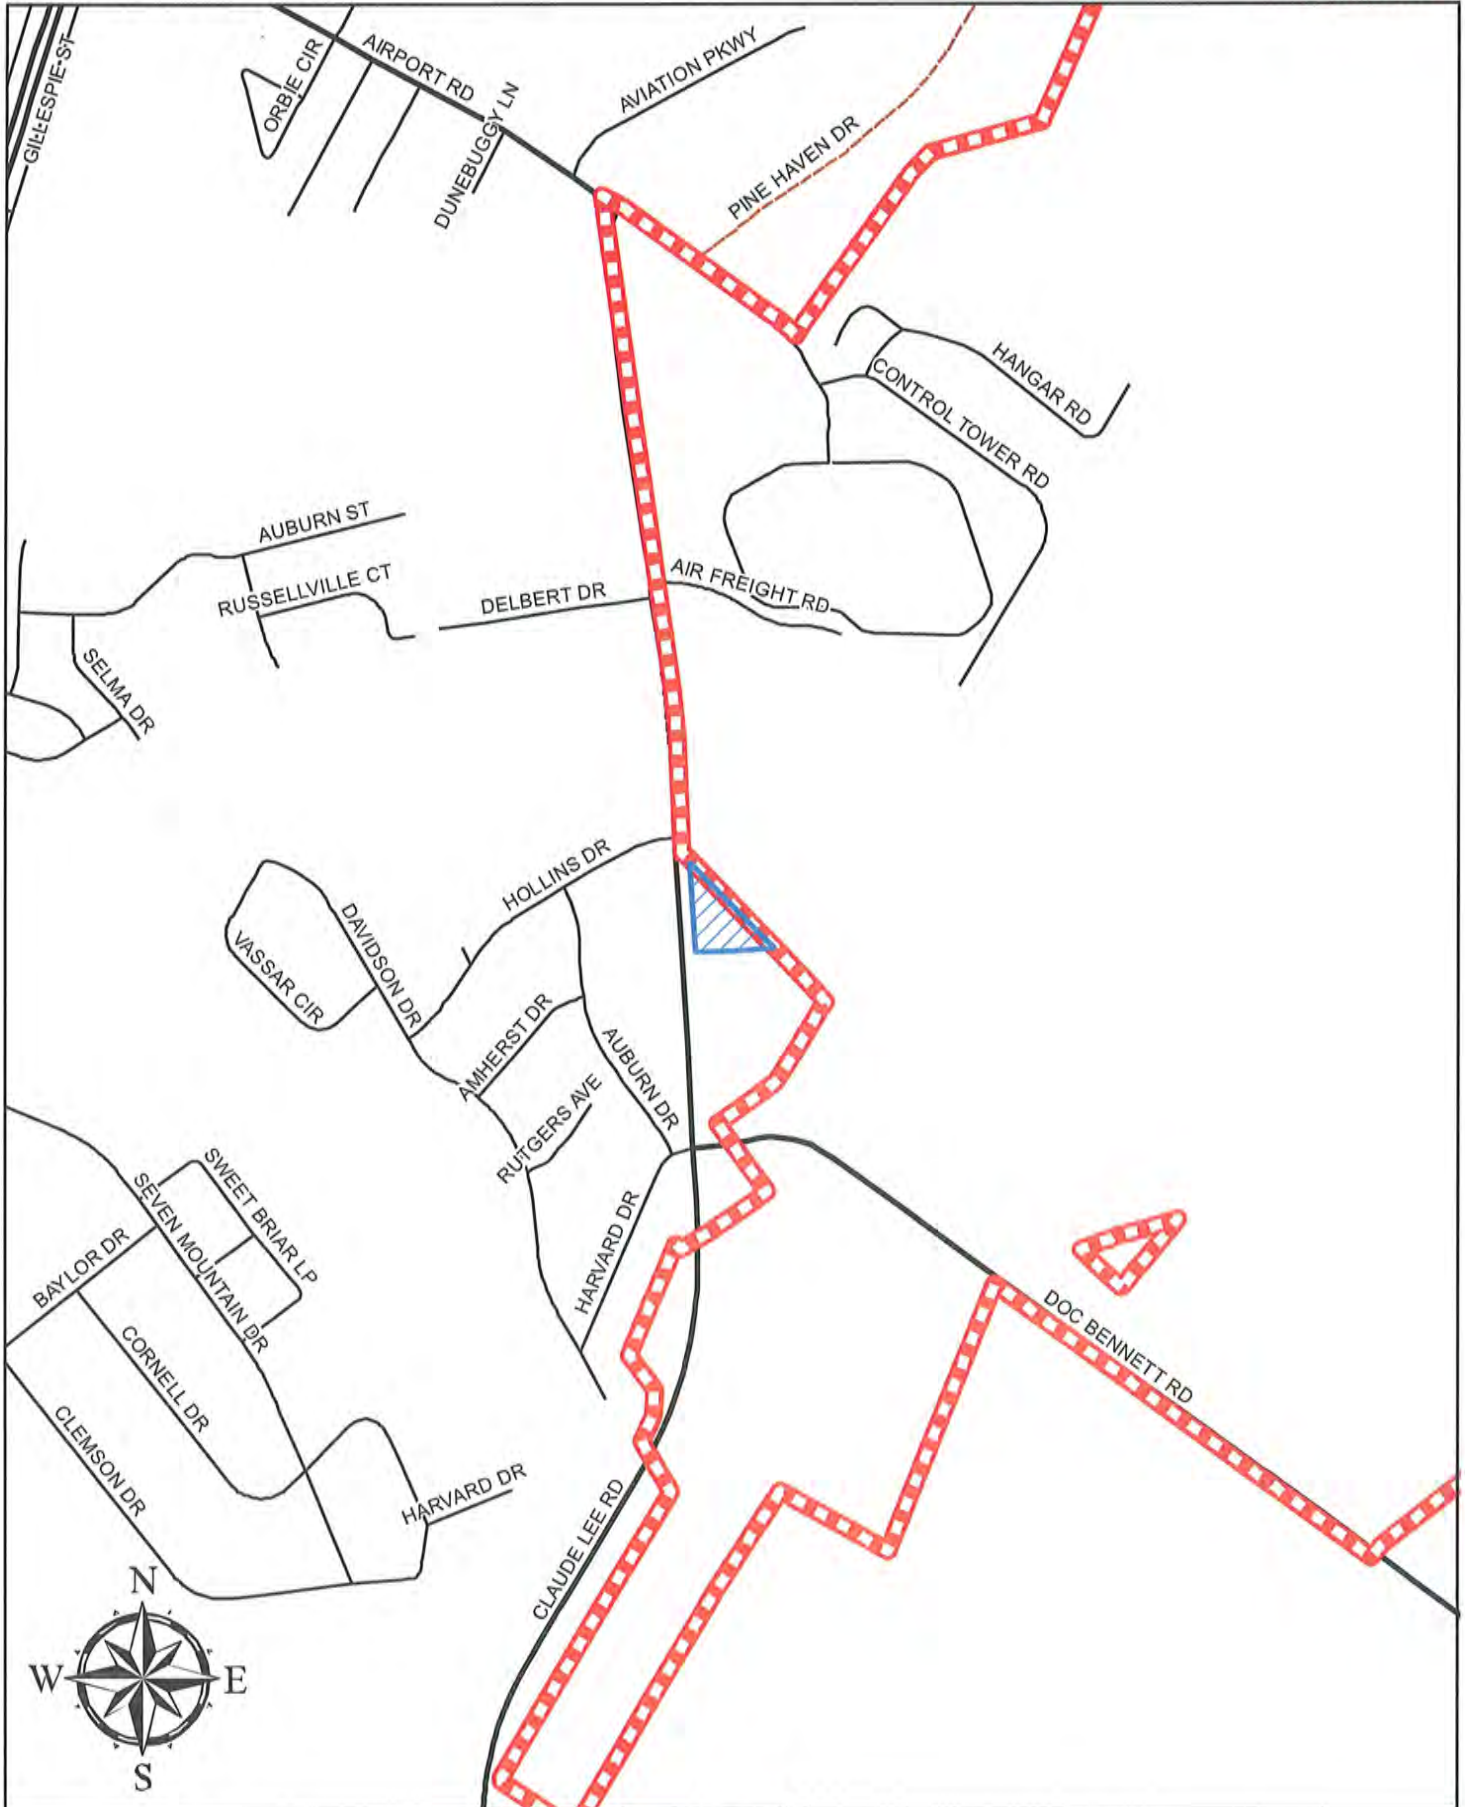 GILLESPIE ST
ORBIE CIR
AIRPORT RD
DUNEBUGGY LN
AVIATION PKWY
PINE HAVEN DR
HANGAR RD
CONTROL TOWER RD
AUBURN ST
RUSSELLVILLE CT
DELBERT DR
AIR FREIGHT RD
SELMA DR
HOLLINS DR
DAVIDSON DR
VASSAR CIR
AMHERST DR
AUBURN DR
RUTGERS AVE
SWEET BRIAR LP
SEVEN MOUNTAIN DR
BAYLOR DR
HARVARD DR
CORNELL DR
CLEMSON DR
DOC BENNETT RD
HARVARD DR
CLAUDE LEE RD
N
W E
S